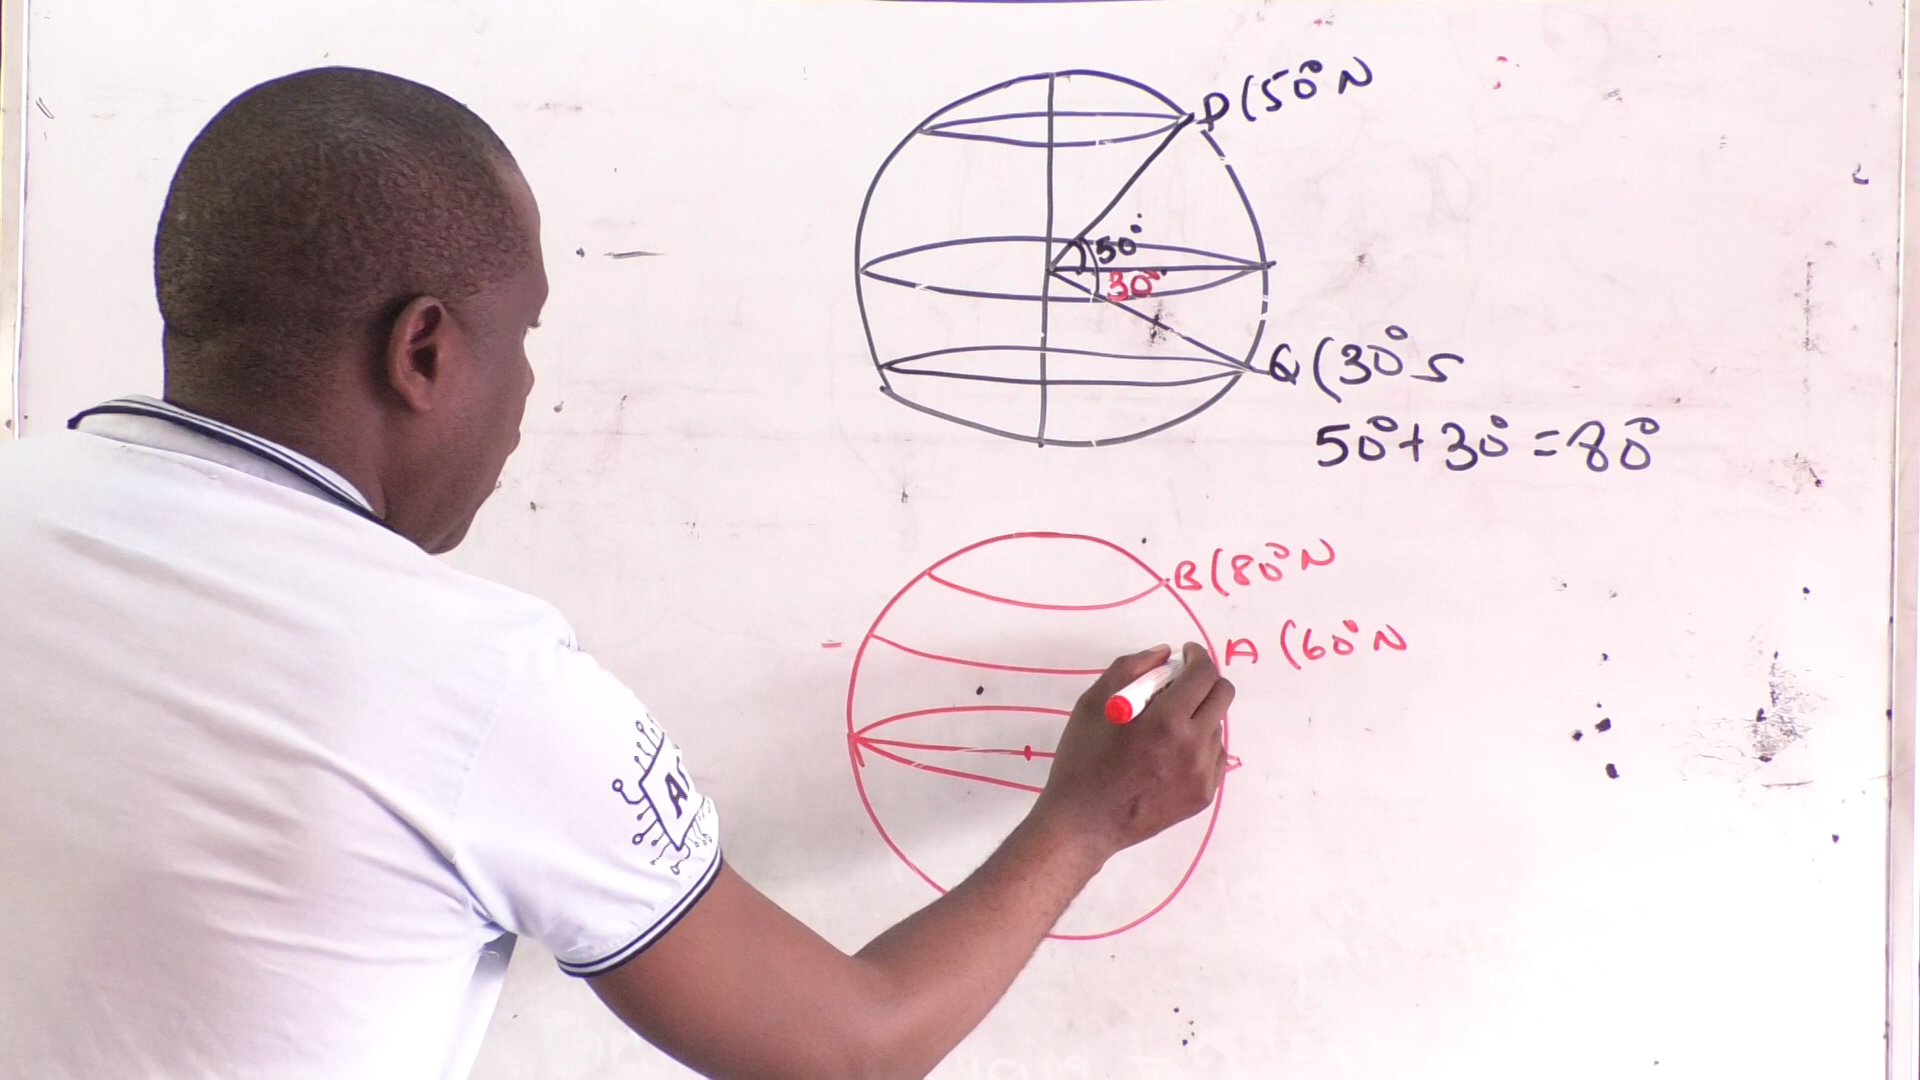 D (50° N
50°
30°
Q (30° S
50° + 30° = 80°
B (80° N
A (60° N